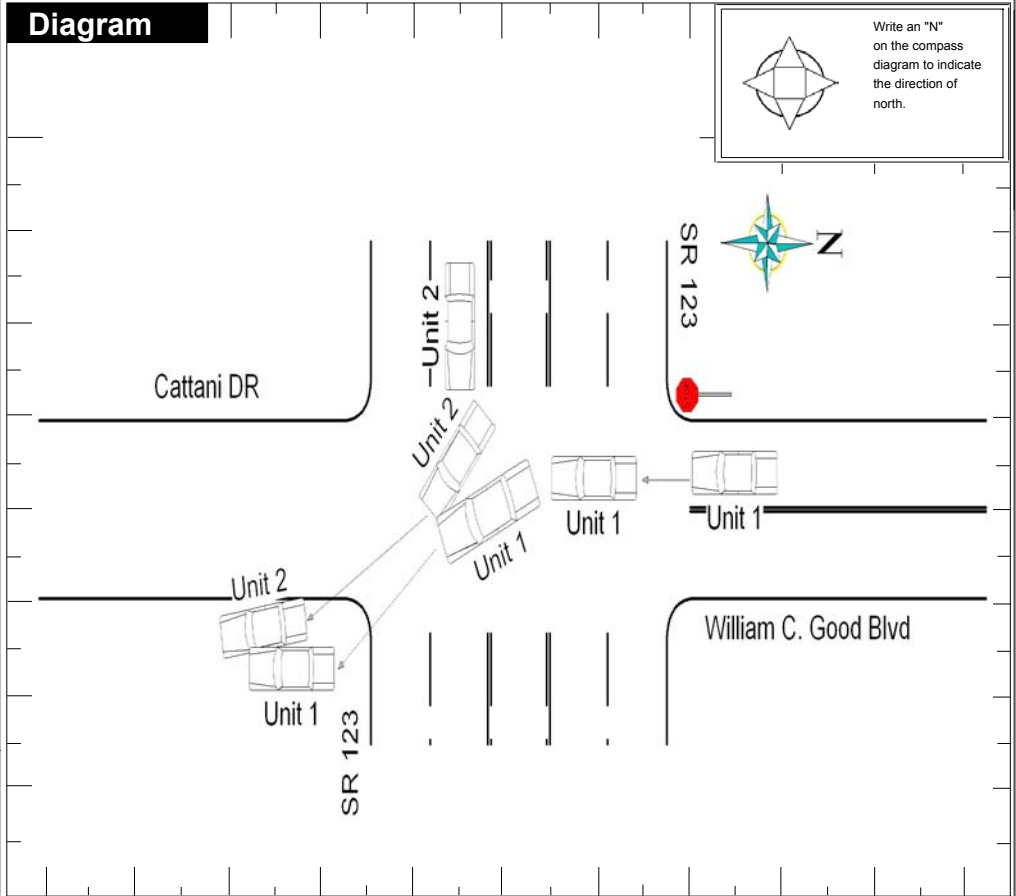 Diagram
Write an "N"
on the compass
diagram to indicate
the direction of
north.
N
SR 123
Unit 2
Cattani DR
STOP
Unit 2
Unit 1
Unit 1
Unit 1
Unit 2
William C. Good Blvd
Unit 1
SR 123